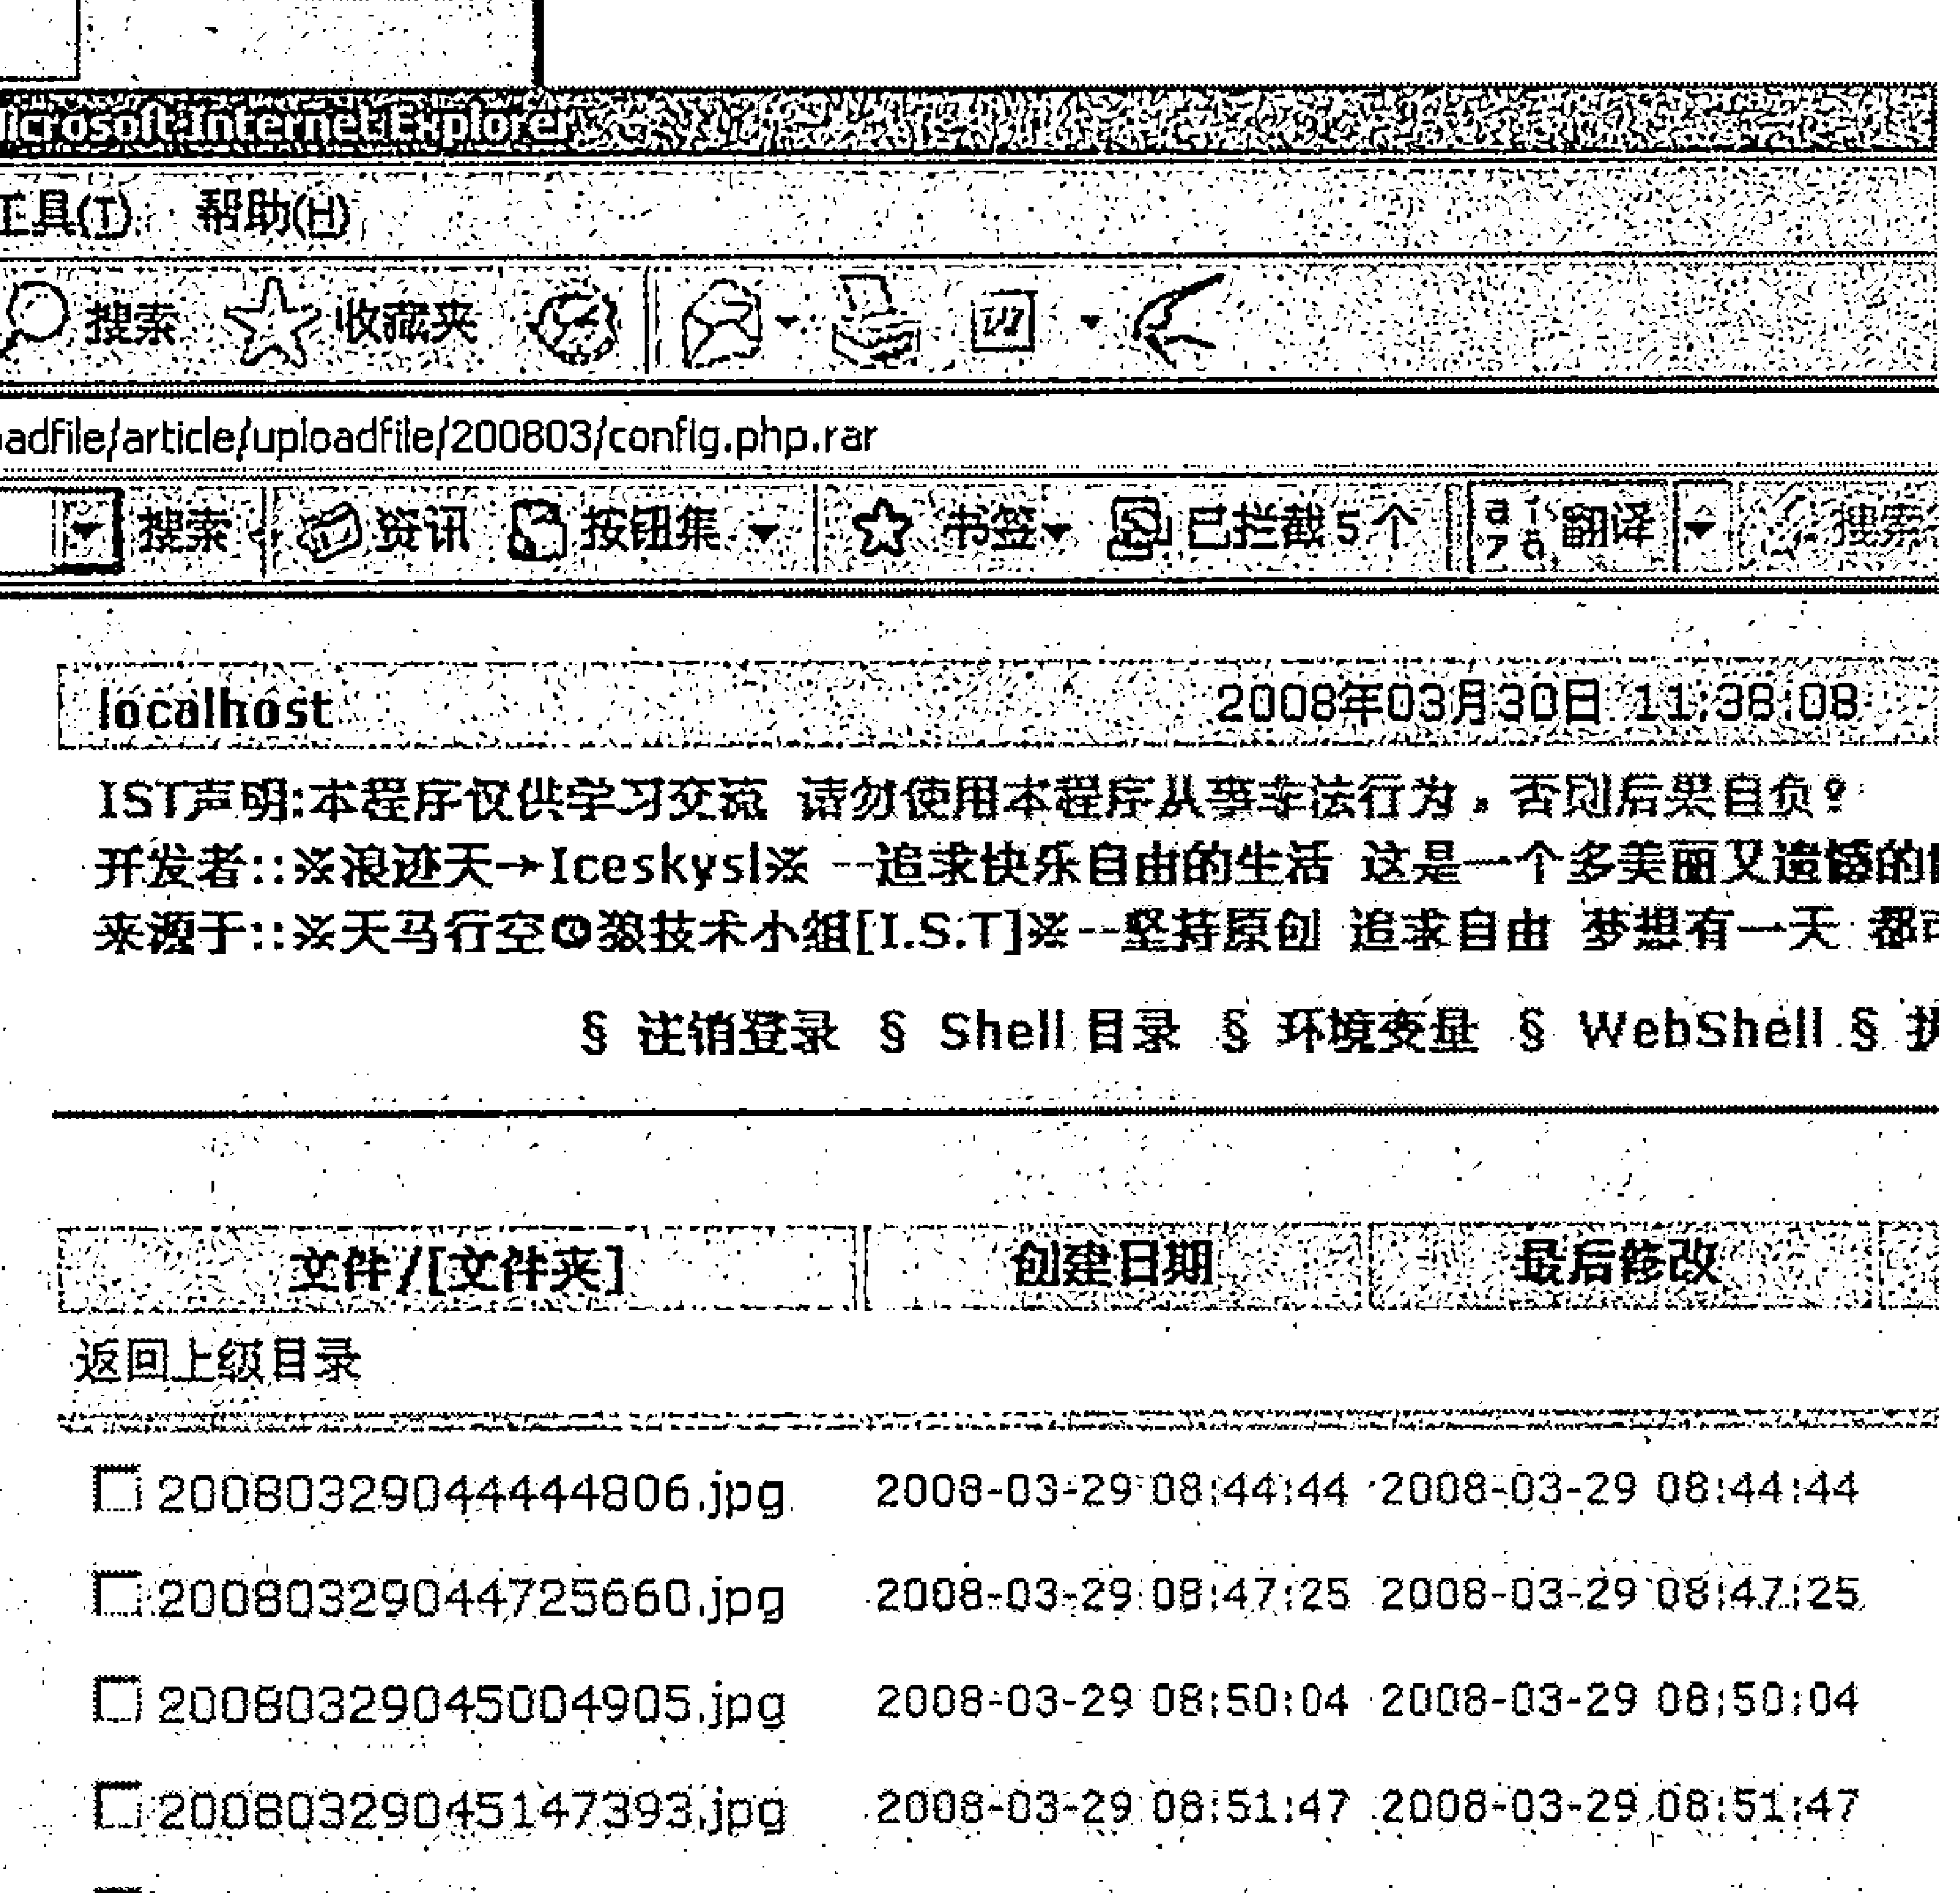 icrosoft Internet Explorer
工具(T) 帮助(H)
搜索 收藏夹
adfile/article/uploadfile/200803/config.php.rar
搜索 资讯 按钮集 书签 已拦截 5 个 翻译 搜索
localhost 2008年03月30日 11:38:08
IST声明:本程序仅供学习交流 请勿使用本程序从事非法行为，否则后果自负！
开发者::※浪迹天→Iceskysl※ --追求快乐自由的生活 这是一个多美丽又遗憾的
来源于::※天马行空⊙狼技术小组[I.S.T]※--坚持原创 追求自由 梦想有一天 都
§ 注销登录 § Shell 目录 § 环境变量 § WebShell §
文件/[文件夹] 创建日期 最后修改
返回上级目录
20080329044444806.jpg 2008-03-29 08:44:44 2008-03-29 08:44:44
20080329044725660.jpg 2008-03-29 08:47:25 2008-03-29 08:47:25
20080329045004905.jpg 2008-03-29 08:50:04 2008-03-29 08:50:04
20080329045147393.jpg 2008-03-29 08:51:47 2008-03-29 08:51:47